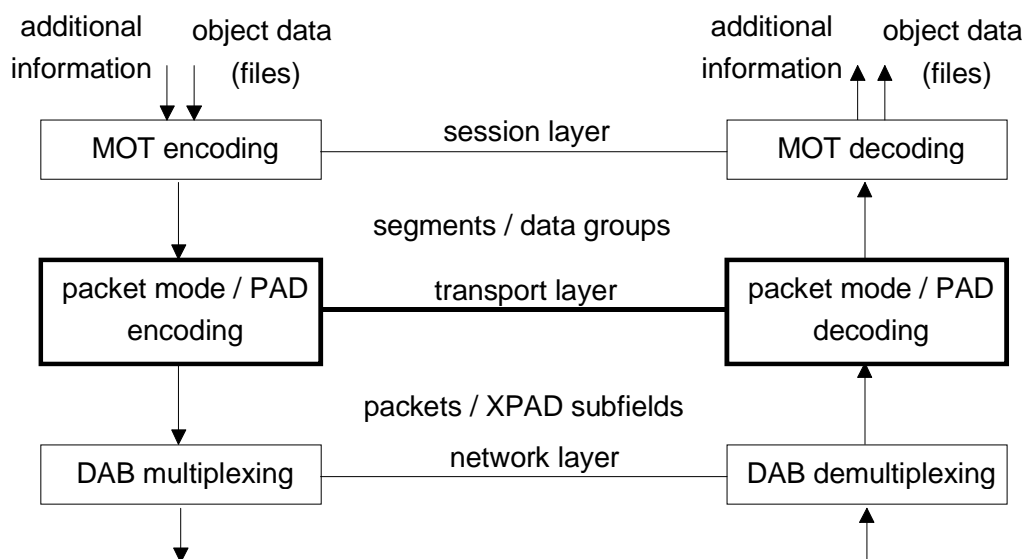 additional
information
object data
(files)
additional
information
object data
(files)
MOT encoding
session layer
MOT decoding
segments / data groups
packet mode / PAD
encoding
transport layer
packet mode / PAD
decoding
packets / XPAD subfields
DAB multiplexing
network layer
DAB demultiplexing